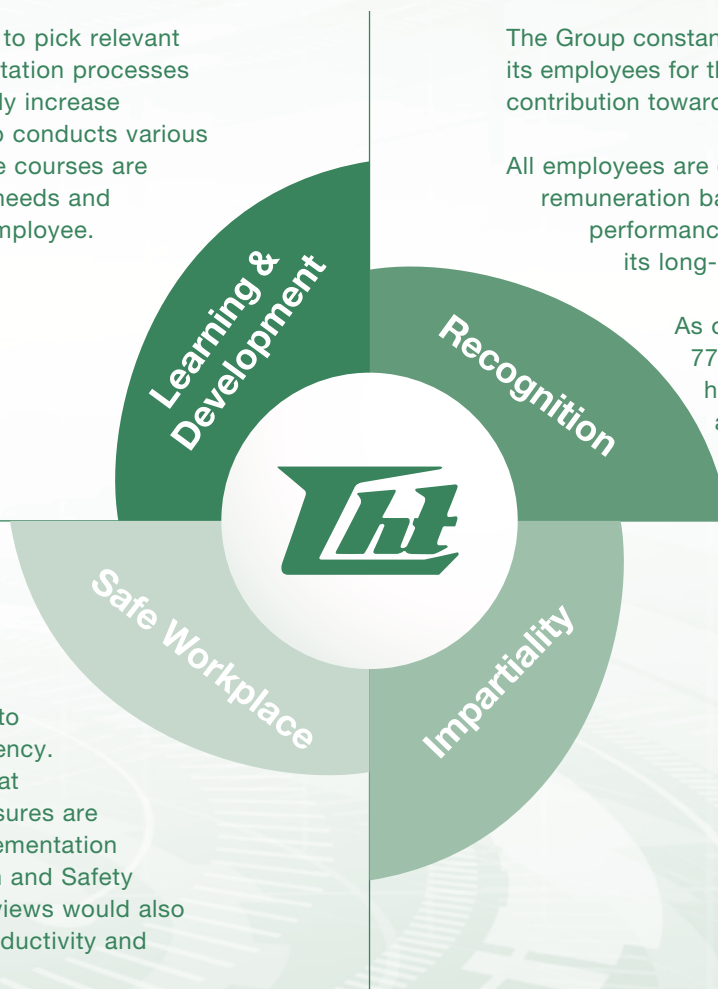 to pick relevant
tation processes
ly increase
conducts various
e courses are
needs and
mployee.
The Group constan
its employees for th
contribution toward
All employees are
remuneration ba
performanc
its long-
As
77
h
Learning &
Development
Recognition
Lht
Safe Workplace
Impartiality
to
ency.
at
sures are
ementation
n and Safety
views would also
ductivity and